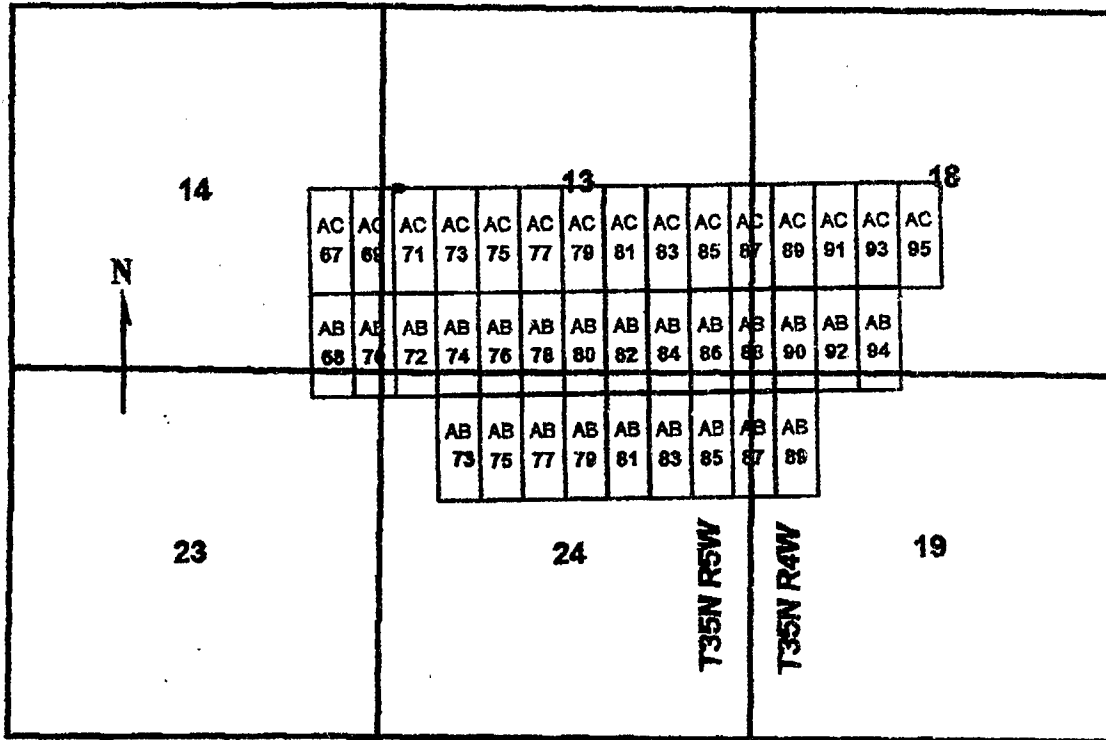 14 13 18
N
AC AC AC AC AC AC AC AC AC AC AC AC AC AC AC
67 69 71 73 75 77 79 81 83 85 87 89 91 93 95
AB AB AB AB AB AB AB AB AB AB AB AB AB AB
68 70 72 74 76 78 80 82 84 86 88 90 92 94
AB AB AB AB AB AB AB AB AB
73 75 77 79 81 83 85 87 89
23 24 19
T35N R5W
T35N R4W